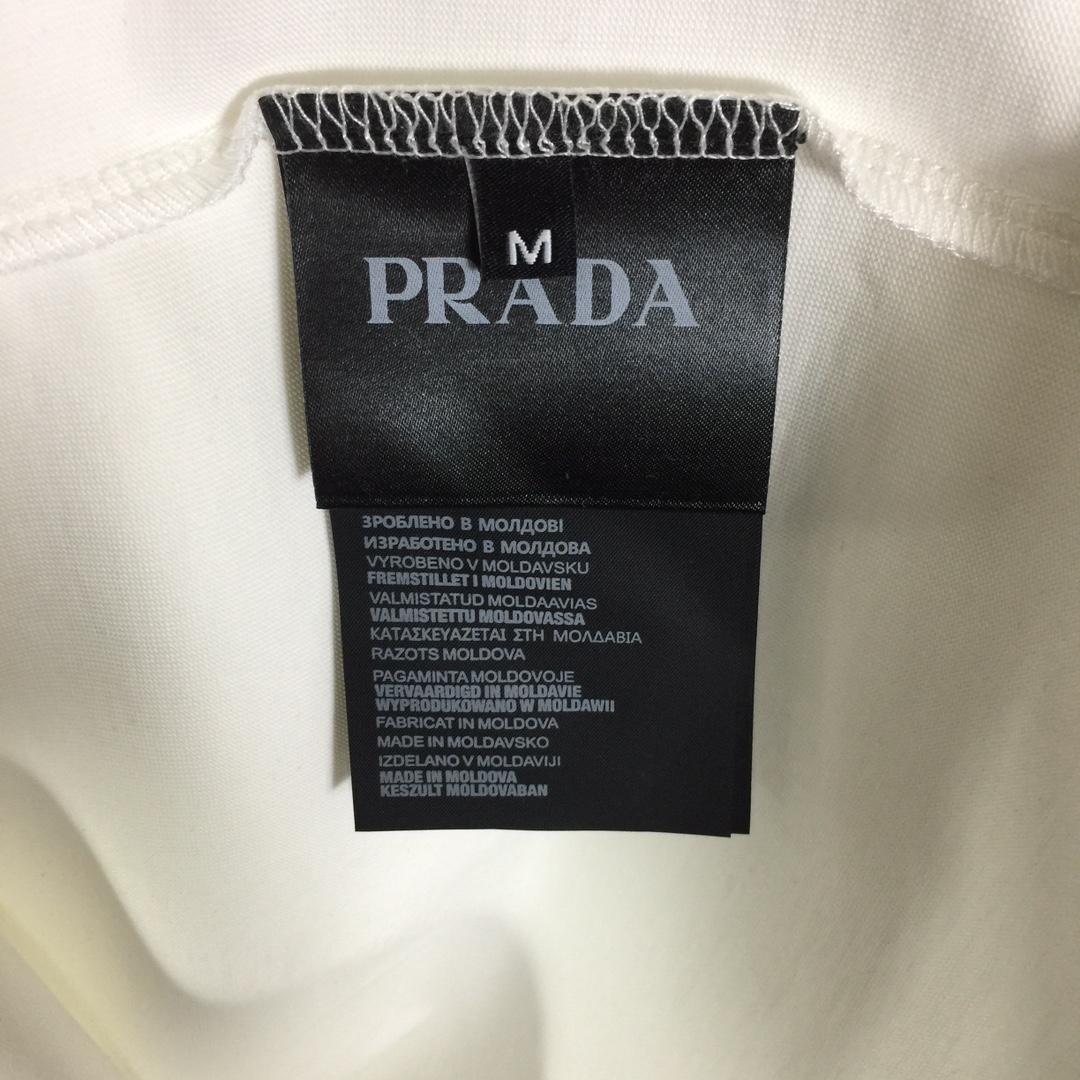 M
PRADA
ЗРОБЛЕНО В МОЛДОВІ
ИЗРАБОТЕНО В МОЛДОВА
VYROBENO V MOLDAVSKU
FREMSTILLET I MOLDOVIEN
VALMISTATUD MOLDAAVIAS
VALMISTETTU MOLDOVASSA
ΚΑΤΑΣΚΕΥΑΖΕΤΑΙ ΣΤΗ ΜΟΛΔΑΒΙΑ
RAZOTS MOLDOVA
PAGAMINTA MOLDOVOJE
VERVAARDIGD IN MOLDAVIE
WYPRODUKOWANO W MOLDAWII
FABRICAT IN MOLDOVA
MADE IN MOLDAVSKO
IZDELANO V MOLDAVIJI
MADE IN MOLDOVA
KESZULT MOLDOVABAN